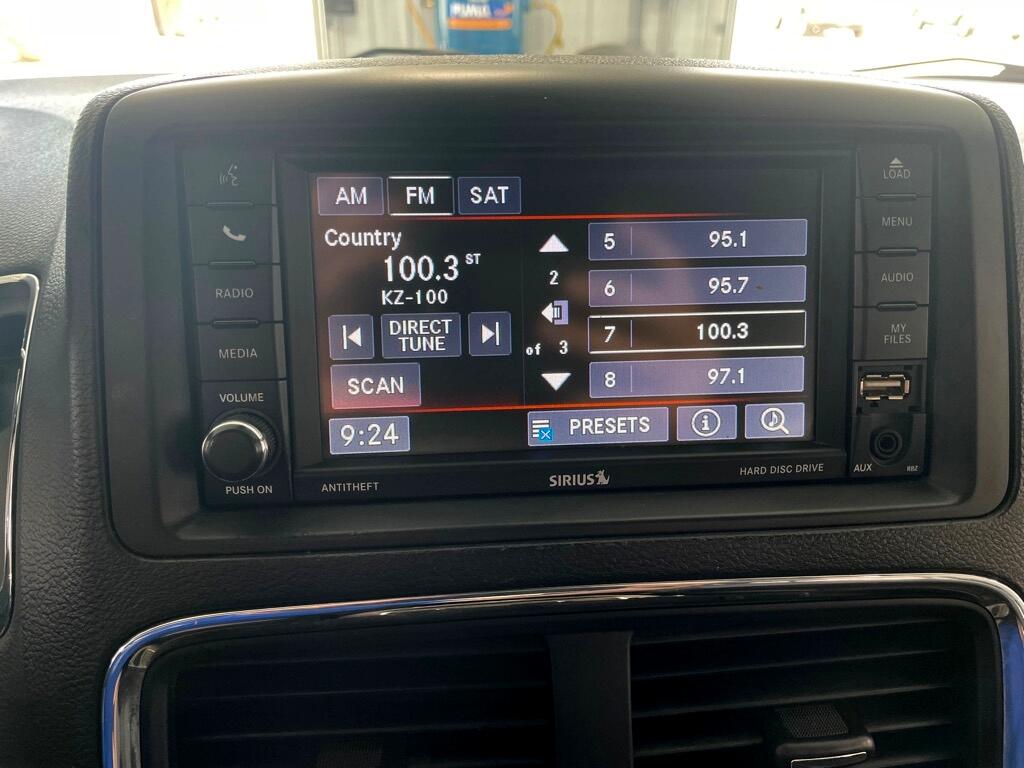 PUMA
AM FM SAT
Country
100.3 ST
KZ-100
DIRECT
TUNE
SCAN
9:24
2
of 3
5 95.1
6 95.7
7 100.3
8 97.1
PRESETS
i
RADIO
MEDIA
VOLUME
PUSH ON
ANTITHEFT
SIRIUS
HARD DISC DRIVE
LOAD
MENU
AUDIO
MY
FILES
AUX
RBZ